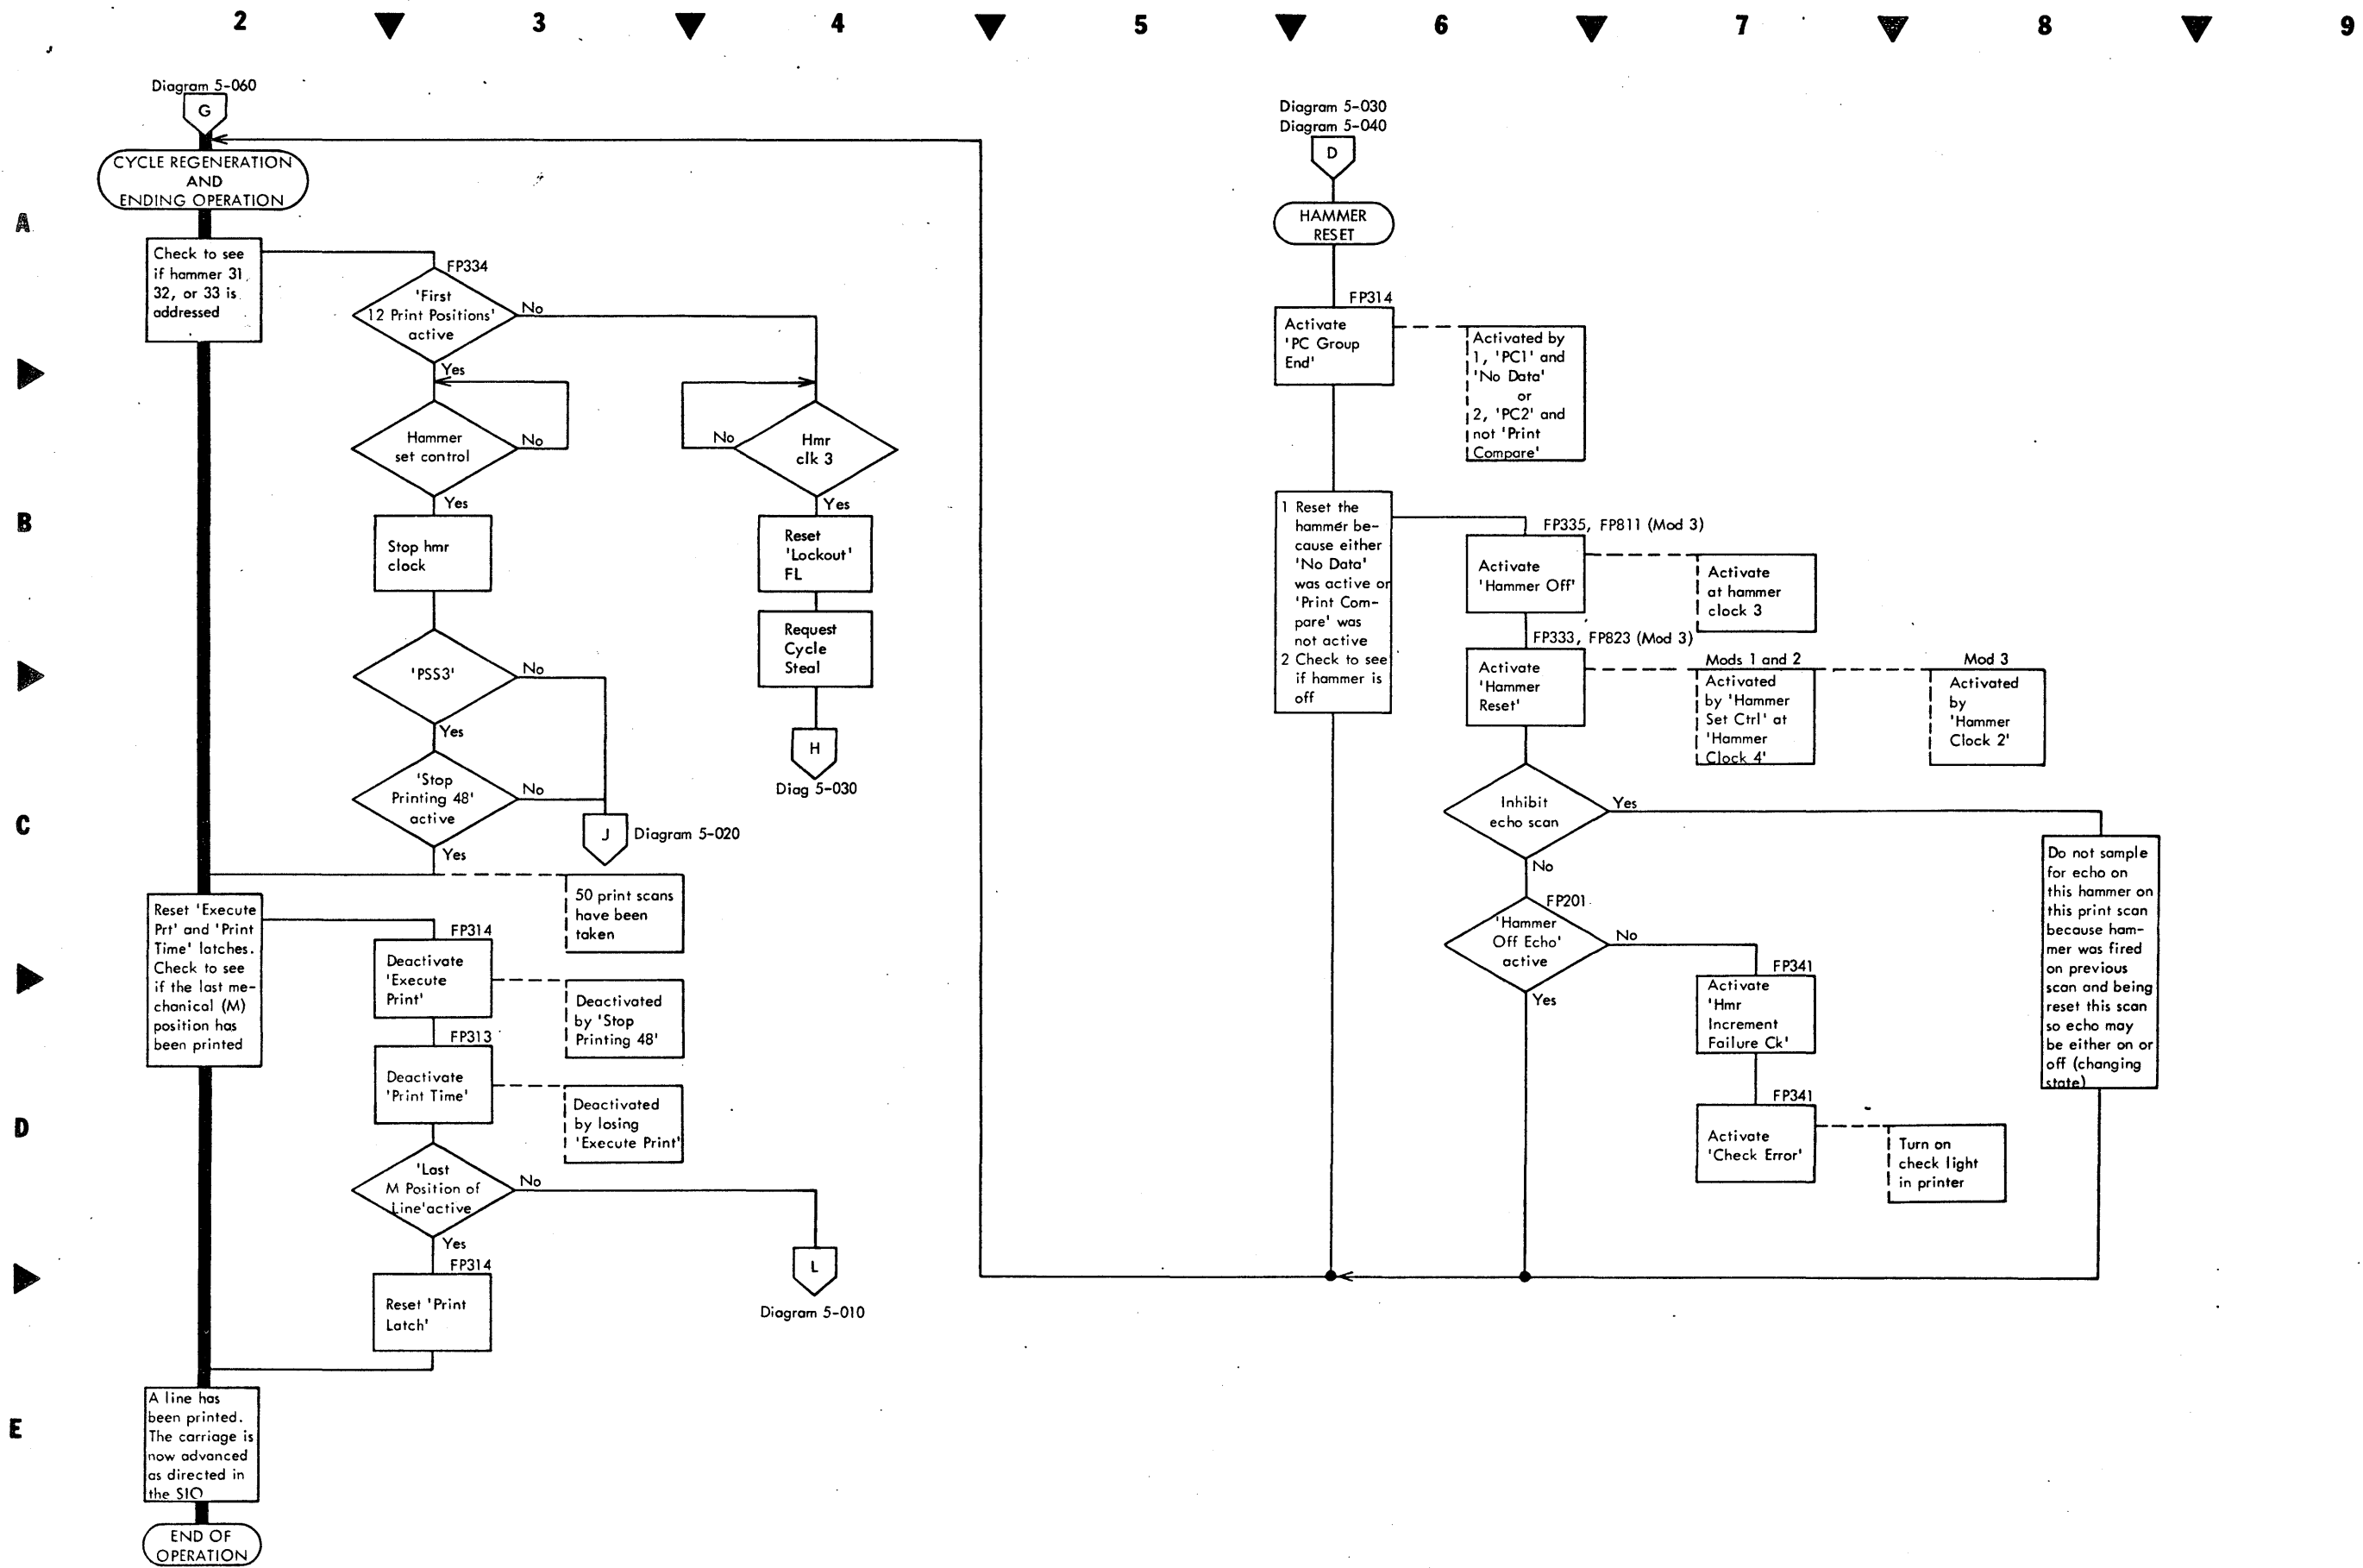 2 3 4 5 6 7 8 9
Diagram 5-060
G
CYCLE REGENERATION
AND
ENDING OPERATION
A
Check to see
if hammer 31,
32, or 33 is
addressed
FP334
'First
12 Print Positions'
active
No
Yes
Hammer
set control
No
Yes
No
Hmr
clk 3
Yes
B
Stop hmr
clock
Reset
'Lockout'
FL
Request
Cycle
Steal
H
Diag 5-030
'PSS3'
No
Yes
'Stop
Printing 48'
active
No
Yes
J
Diagram 5-020
C
50 print scans
have been
taken
Reset 'Execute
Prt' and 'Print
Time' latches.
Check to see
if the last me-
chanical (M)
position has
been printed
FP314
Deactivate
'Execute
Print'
Deactivated
by 'Stop
Printing 48'
FP313
Deactivate
'Print Time'
Deactivated
by losing
'Execute Print'
D
'Last
M Position of
Line'active
No
Yes
L
Diagram 5-010
FP314
Reset 'Print
Latch'
E
A line has
been printed.
The carriage is
now advanced
as directed in
the SIO
END OF
OPERATION
Diagram 5-030
Diagram 5-040
D
HAMMER
RESET
FP314
Activate
'PC Group
End'
Activated by
1, 'PC1' and
'No Data'
or
2, 'PC2' and
not 'Print
Compare'
1 Reset the
hammer be-
cause either
'No Data'
was active or
'Print Com-
pare' was
not active
2 Check to see
if hammer is
off
FP335, FP811 (Mod 3)
Activate
'Hammer Off'
Activate
at hammer
clock 3
FP333, FP823 (Mod 3)
Activate
'Hammer
Reset'
Mods 1 and 2
Activated
by 'Hammer
Set Ctrl' at
'Hammer
Clock 4'
Mod 3
Activated
by
'Hammer
Clock 2'
Inhibit
echo scan
Yes
No
Do not sample
for echo on
this hammer on
this print scan
because ham-
mer was fired
on previous
scan and being
reset this scan
so echo may
be either on or
off (changing
state)
FP201
'Hammer
Off Echo'
active
No
Yes
FP341
Activate
'Hmr
Increment
Failure Ck'
FP341
Activate
'Check Error'
Turn on
check light
in printer